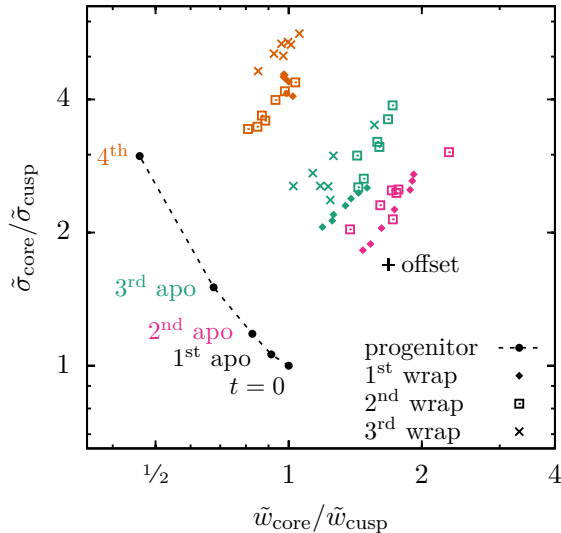 4
2
1
σ̃core/σ̃cusp
4th
3rd apo
2nd apo
1st apo
t = 0
offset
progenitor
1st wrap
2nd wrap
3rd wrap
1/2
1
2
4
w̃core/w̃cusp